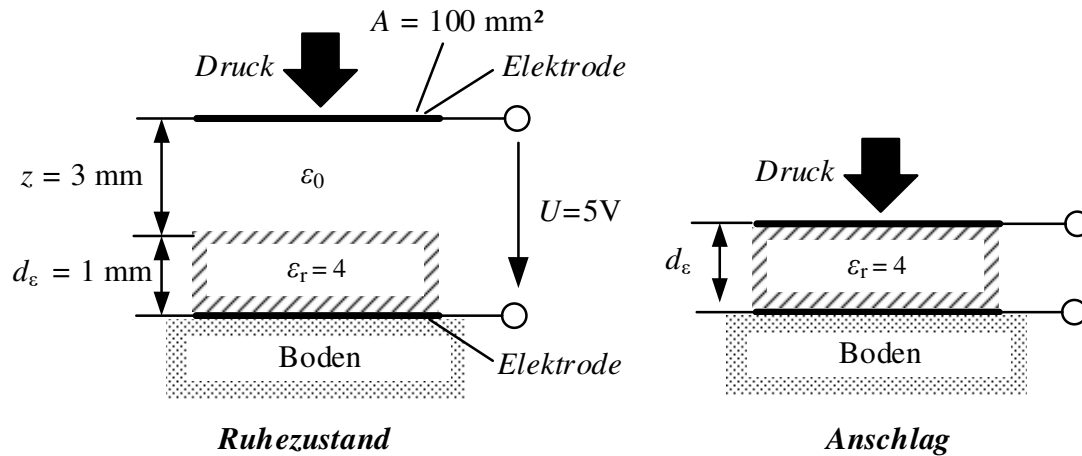 A = 100 mm²
Druck
Elektrode
z = 3 mm
ε₀
U=5V
dε = 1 mm
εᵣ = 4
Boden
Elektrode
Ruhezustand
Druck
dε
εᵣ = 4
Boden
Anschlag